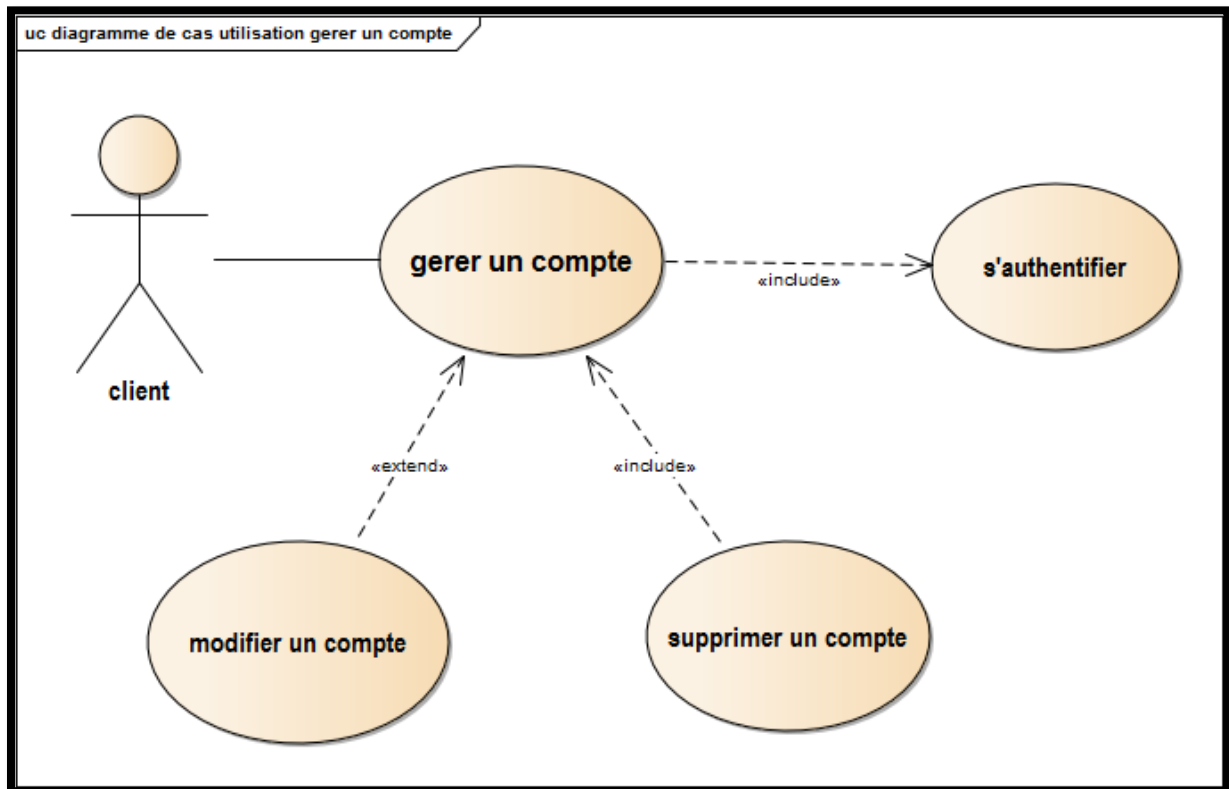 uc diagramme de cas utilisation gerer un compte
gerer un compte
s'authentifier
«include»
client
«extend»
«include»
modifier un compte
supprimer un compte